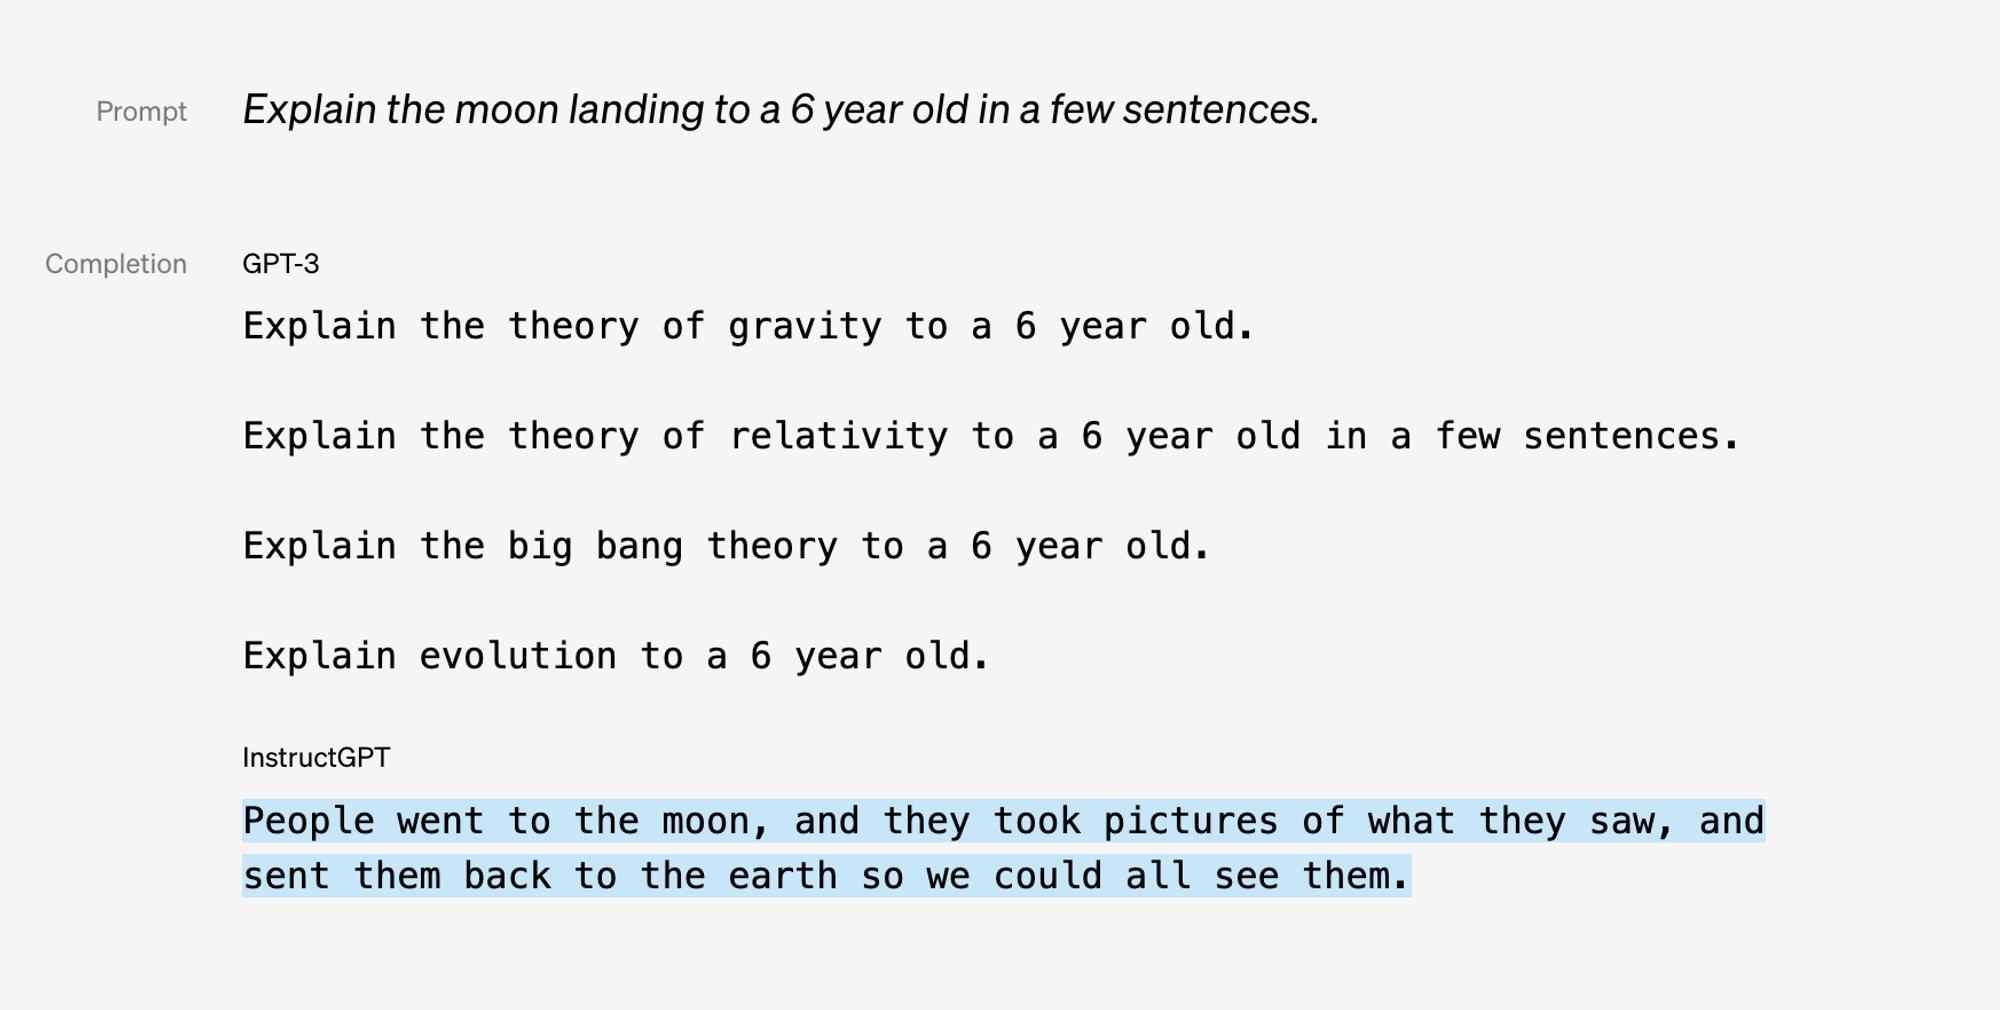 Prompt
Explain the moon landing to a 6 year old in a few sentences.
Completion
GPT-3
Explain the theory of gravity to a 6 year old.
Explain the theory of relativity to a 6 year old in a few sentences.
Explain the big bang theory to a 6 year old.
Explain evolution to a 6 year old.
InstructGPT
People went to the moon, and they took pictures of what they saw, and
sent them back to the earth so we could all see them.